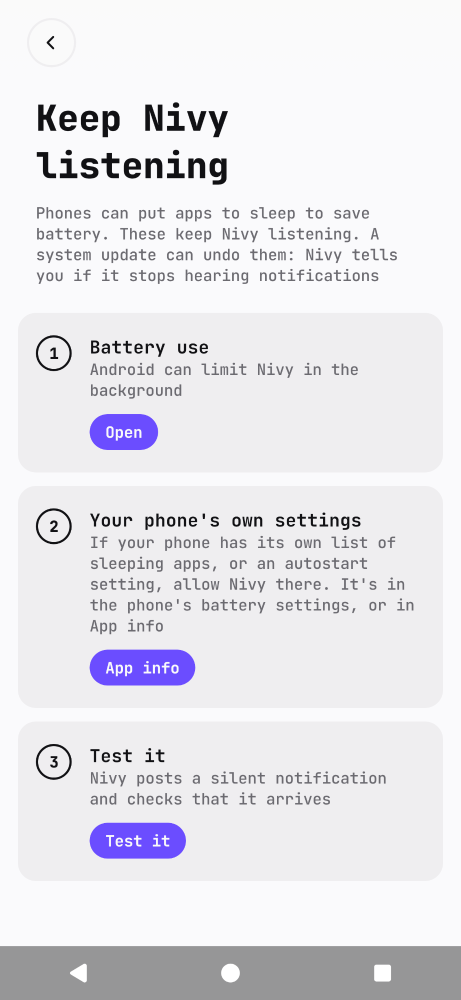 Keep Nivy
listening
Phones can put apps to sleep to save
battery. These keep Nivy listening. A
system update can undo them: Nivy tells
you if it stops hearing notifications
1
Battery use
Android can limit Nivy in the
background
Open
2
Your phone's own settings
If your phone has its own list of
sleeping apps, or an autostart
setting, allow Nivy there. It's in
the phone's battery settings, or in
App info
App info
3
Test it
Nivy posts a silent notification
and checks that it arrives
Test it